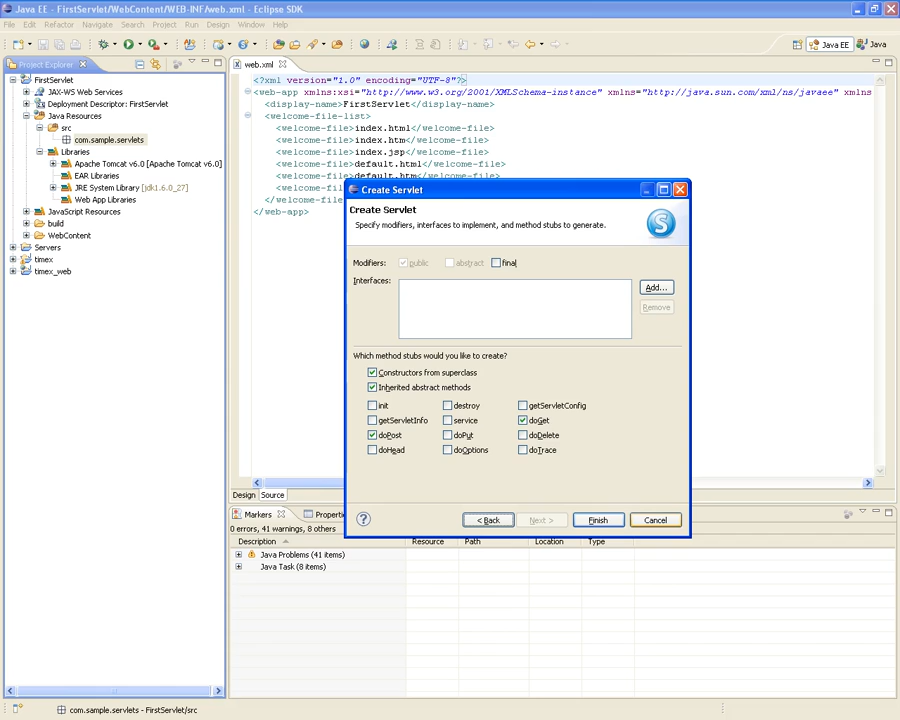 Java EE - FirstServlet/WebContent/WEB-INF/web.xml - Eclipse SDK
File Edit Refactor Navigate Search Project Run Design Window Help
Java EE Java
Project Explorer
FirstServlet
JAX-WS Web Services
Deployment Descriptor: FirstServlet
Java Resources
src
com.sample.servlets
Libraries
Apache Tomcat v6.0 [Apache Tomcat v6.0]
EAR Libraries
JRE System Library [jdk1.6.0_27]
Web App Libraries
JavaScript Resources
build
WebContent
Servers
timex
timex_web
web.xml
<?xml version="1.0" encoding="UTF-8"?>
<web-app xmlns:xsi="http://www.w3.org/2001/XMLSchema-instance" xmlns="http://java.sun.com/xml/ns/javaee" xmlns
<display-name>FirstServlet</display-name>
<welcome-file-list>
<welcome-file>index.html</welcome-file>
<welcome-file>index.htm</welcome-file>
<welcome-file>index.jsp</welcome-file>
<welcome-file>default.html</welcome-file>
<welcome-file>default.htm</welcome-file>
</web-app>
Design Source
Create Servlet
Create Servlet
Specify modifiers, interfaces to implement, and method stubs to generate.
Modifiers: public abstract final
Interfaces:
Add...
Remove
Which method stubs would you like to create?
Constructors from superclass
Inherited abstract methods
init destroy getServletConfig
getServletInfo service doGet
doPost doPut doDelete
doHead doOptions doTrace
< Back Next > Finish Cancel
Markers
0 errors, 41 warnings, 8 others
Description Resource Path Location Type
Java Problems (41 items)
Java Task (8 items)
com.sample.servlets - FirstServlet/src